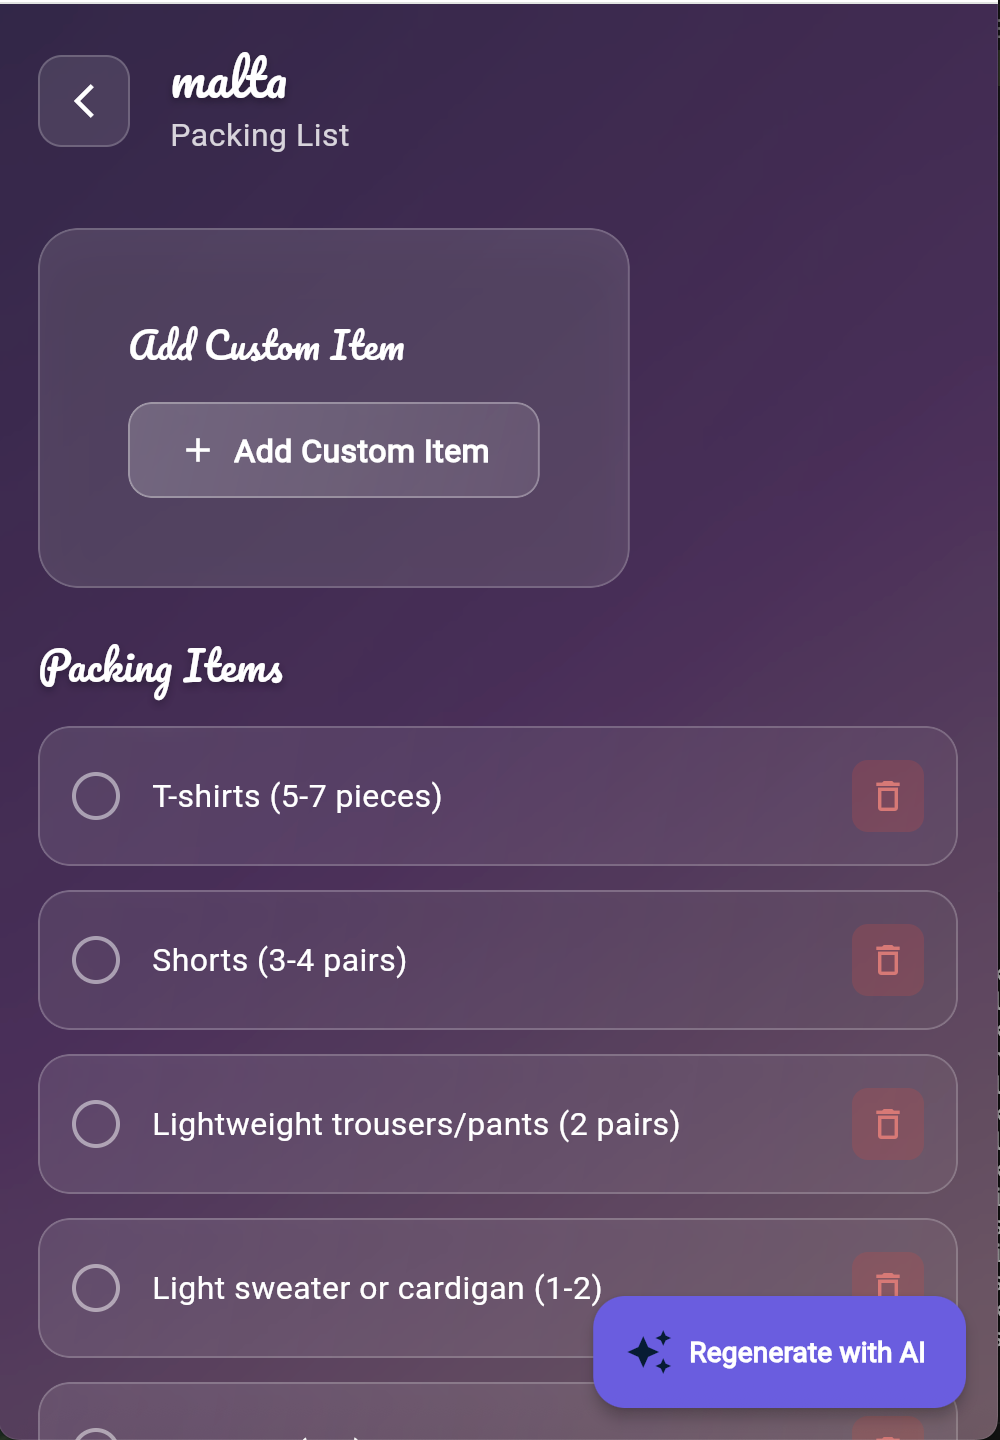 malta
Packing List
Add Custom Item
Add Custom Item
Packing Items
T-shirts (5-7 pieces)
Shorts (3-4 pairs)
Lightweight trousers/pants (2 pairs)
Light sweater or cardigan (1-2)
Regenerate with AI